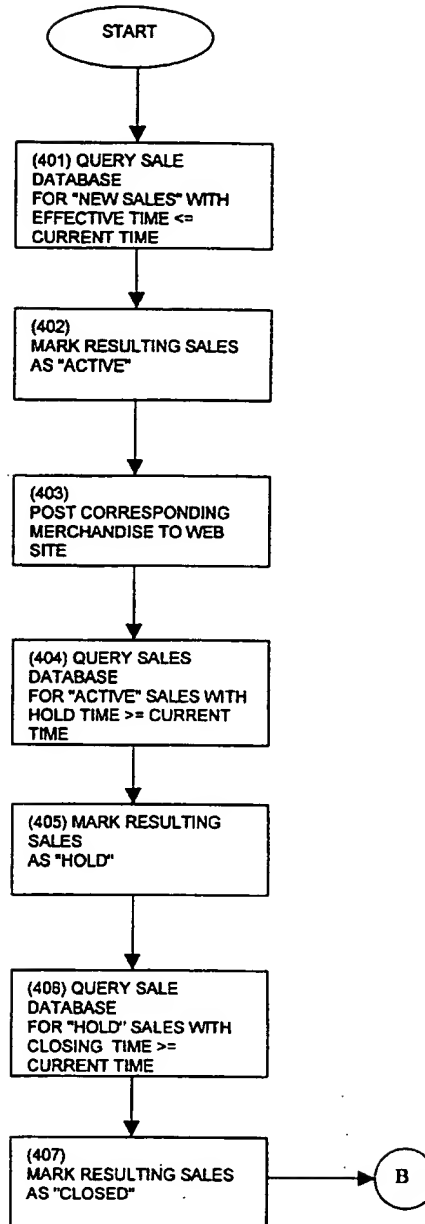 START
(401) QUERY SALE
DATABASE
FOR "NEW SALES" WITH
EFFECTIVE TIME <=
CURRENT TIME
(402)
MARK RESULTING SALES
AS "ACTIVE"
(403)
POST CORRESPONDING
MERCHANDISE TO WEB
SITE
(404) QUERY SALES
DATABASE
FOR "ACTIVE" SALES WITH
HOLD TIME >= CURRENT
TIME
(405) MARK RESULTING
SALES
AS "HOLD"
(406) QUERY SALE
DATABASE
FOR "HOLD" SALES WITH
CLOSING TIME >=
CURRENT TIME
(407)
MARK RESULTING SALES
AS "CLOSED"
B